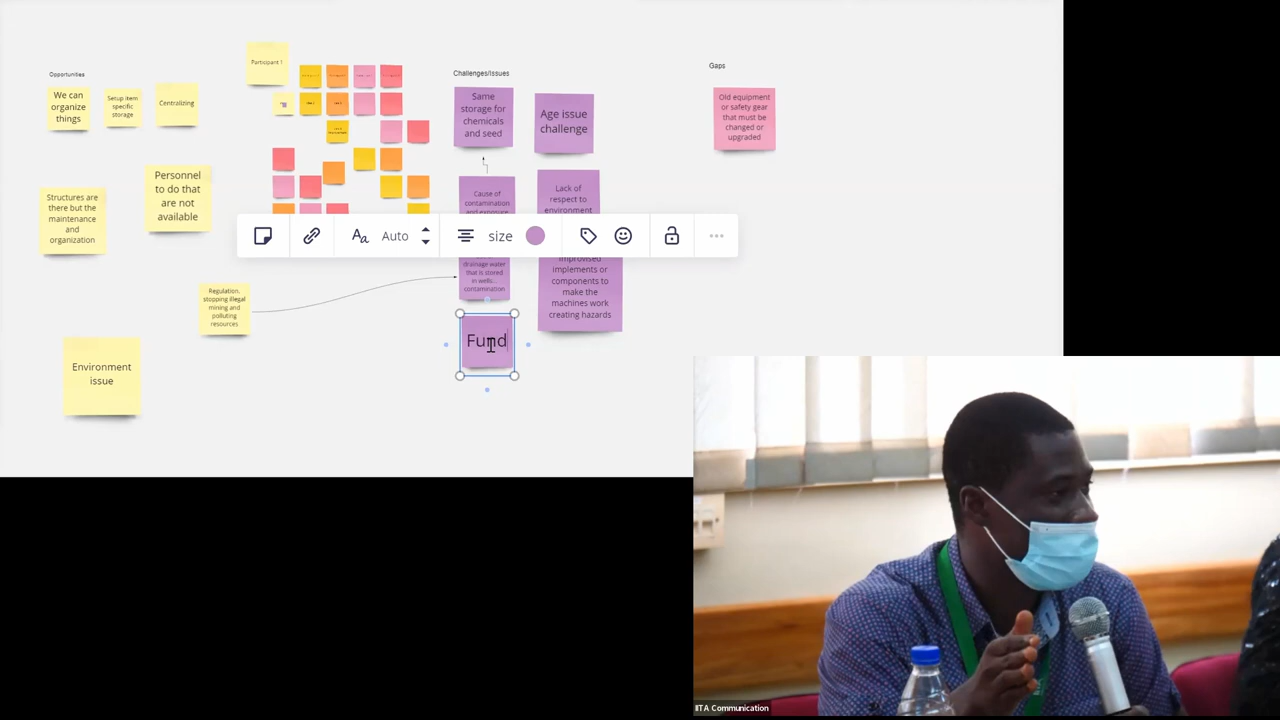 Opportunities
We can
organize
things
Setup item
specific
storage
Centralizing
Participant 1
Challenges/Issues
Same
storage for
chemicals
and seed
Age issue
challenge
Gaps
Old equipment
or safety gear
that must be
changed or
upgraded
Structures are
there but the
maintenance
and
organization
Personnel
to do that
are not
available
Cause of
contamination
and exposure
Lack of
respect to
environment
Auto
size
drainage water
that is stored
in wells...
contamination
improvised
implements or
components to
make the
machines work
creating hazards
Regulation,
stopping illegal
mining and
polluting
resources
Fund
Environment
issue
IITA Communication